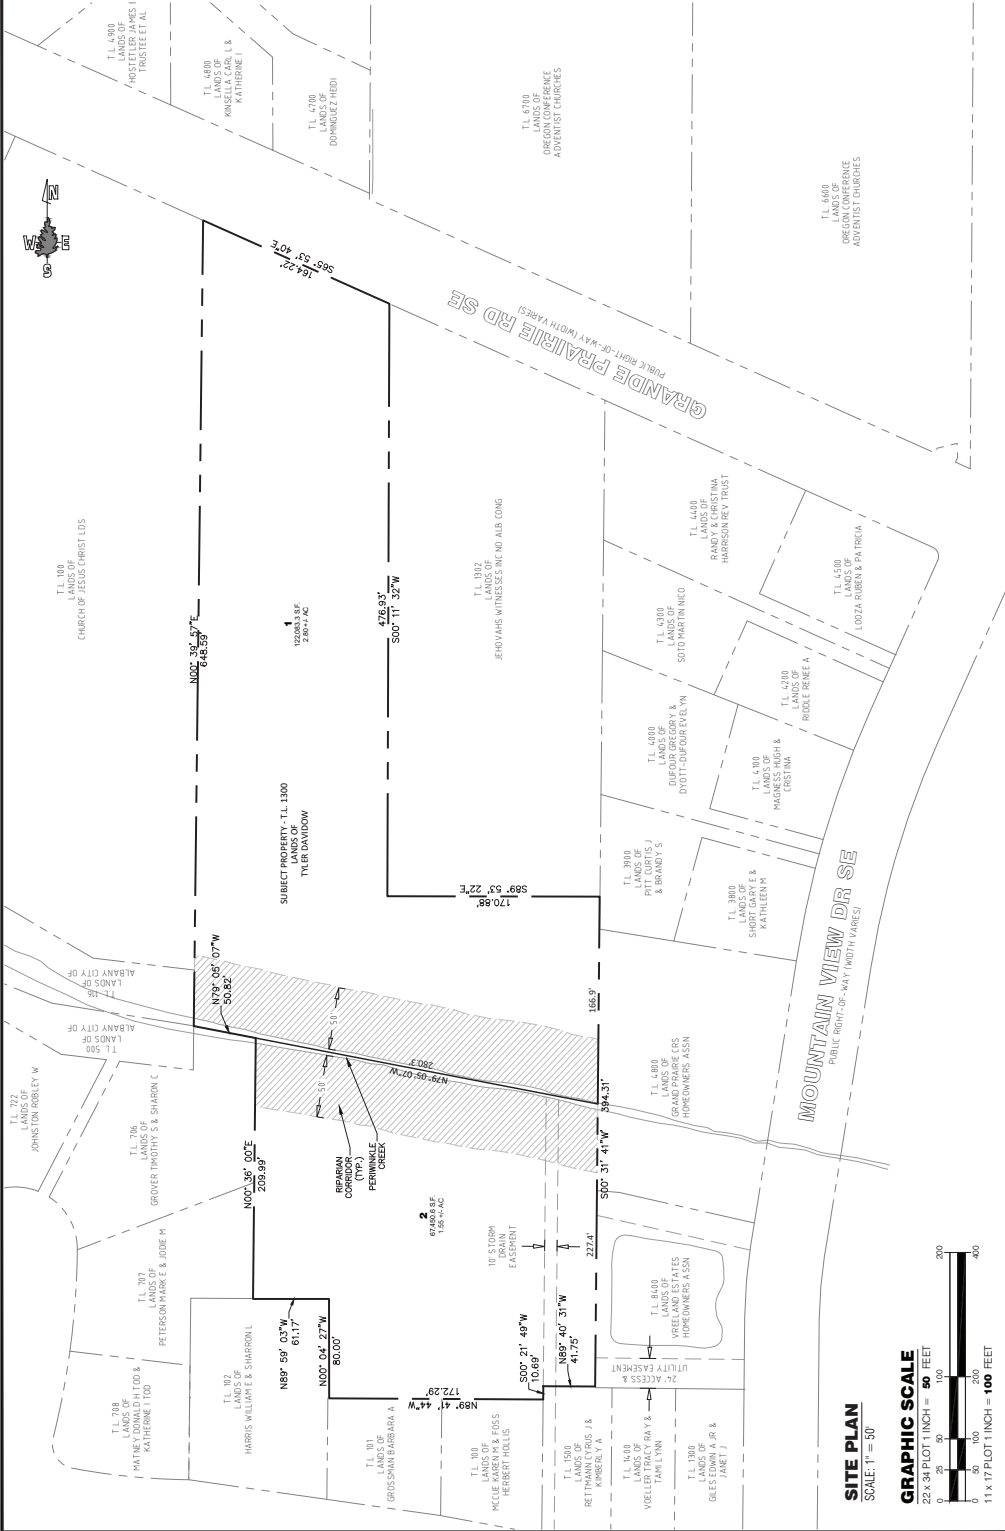 T.L. 4900
LANDS OF
HOSTETLER JAMES E
TRUSTEE ET AL
T.L. 4800
LANDS OF
KINSELLA CARL L &
KATHERINE I
T.L. 4700
LANDS OF
DOMINGUEZ HEIDI
T.L. 6700
LANDS OF
OREGON CONFERENCE
ADVENTIST CHURCHES
T.L. 6600
LANDS OF
OREGON CONFERENCE
ADVENTIST CHURCHES
N
W
E
S
S65° 53' 40"E
164.22'
GRANDE PRAIRIE RD SE
PUBLIC RIGHT-OF-WAY (WIDTH VARIES)
T.L. 100
LANDS OF
CHURCH OF JESUS CHRIST LDS
N00° 39' 57"E
648.59'
1
122,083.3 S.F.
2.80 +/- AC
476.93'
S00° 11' 32"W
T.L. 1302
LANDS OF
JEHOVAHS WITNESSES INC NO ALB CONG
T.L. 4400
LANDS OF
RANDY & CHRISTINA
HARRISON REV TRUST
T.L. 4500
LANDS OF
LOOZA RUBEN & PATRICIA
T.L. 4300
LANDS OF
SOTO MARTIN NICO
T.L. 4200
LANDS OF
RIDDLE RENEE A
T.L. 4000
LANDS OF
DUFOUR GREGORY &
DYOTT-DUFOUR EVELYN
T.L. 4100
LANDS OF
MAGNESS HUGH &
CRISTINA
SUBJECT PROPERTY - T.L. 1300
LANDS OF
TYLER DAVIDOW
S89° 53' 22"E
170.88'
T.L. 3900
LANDS OF
PITT CURTIS J
& BRANDY S
T.L. 3800
LANDS OF
SHORT GARY E &
KATHLEEN M
MOUNTAIN VIEW DR SE
PUBLIC RIGHT-OF-WAY (WIDTH VARIES)
T.L. 116
LANDS OF
ALBANY CITY OF
T.L. 500
LANDS OF
ALBANY CITY OF
N79° 05' 07"W
50.82'
50'
50'
N79°05'07"W
280.3'
166.9'
394.31'
S00° 31' 41"W
227.4'
T.L. 4800
LANDS OF
GRAND PRAIRIE CRS
HOMEOWNERS ASSN
T.L. 722
LANDS OF
JOHNSTON ROBLEY W
T.L. 706
LANDS OF
GROVER TIMOTHY S & SHARON C
N00° 36' 00"E
209.99'
RIPARIAN
CORRIDOR
(TYP.)
PERIWINKLE
CREEK
2
67,450.6 S.F.
1.55 +/- AC
10' STORM
DRAIN
EASEMENT
T.L. 707
LANDS OF
PETERSON MARK E & JODIE M
T.L. 708
LANDS OF
MATNEY DONALD H TOD &
KATHERINE I TOD
T.L. 102
LANDS OF
HARRIS WILLIAM E & SHARRON L
N89° 59' 03"W
61.17'
N00° 04' 27"W
80.00'
N89° 41' 44"W
172.29'
S00° 21' 49"W
10.69'
N89° 40' 31"W
41.75'
T.L. 8400
LANDS OF
VREELAND ESTATES
HOMEOWNERS ASSN
24' ACCESS &
UTILITY EASEMENT
T.L. 101
LANDS OF
GROSSMAN BARBARA A
T.L. 100
LANDS OF
MCCUE KAREN M & FOSS
HERBERT HOLLIS
T.L. 1500
LANDS OF
RETTMANN CYRUS J &
KIMBERLY A
T.L. 1400
LANDS OF
VOELLER TRACY RAY &
TAMI LYNN
T.L. 1300
LANDS OF
GILES EDWIN A JR &
JANET J
SITE PLAN
SCALE: 1" = 50'
GRAPHIC SCALE
22 x 34 PLOT 1 INCH = 50 FEET
0 25 50 100 200
0 50 100 200 400
11 x 17 PLOT 1 INCH = 100 FEET